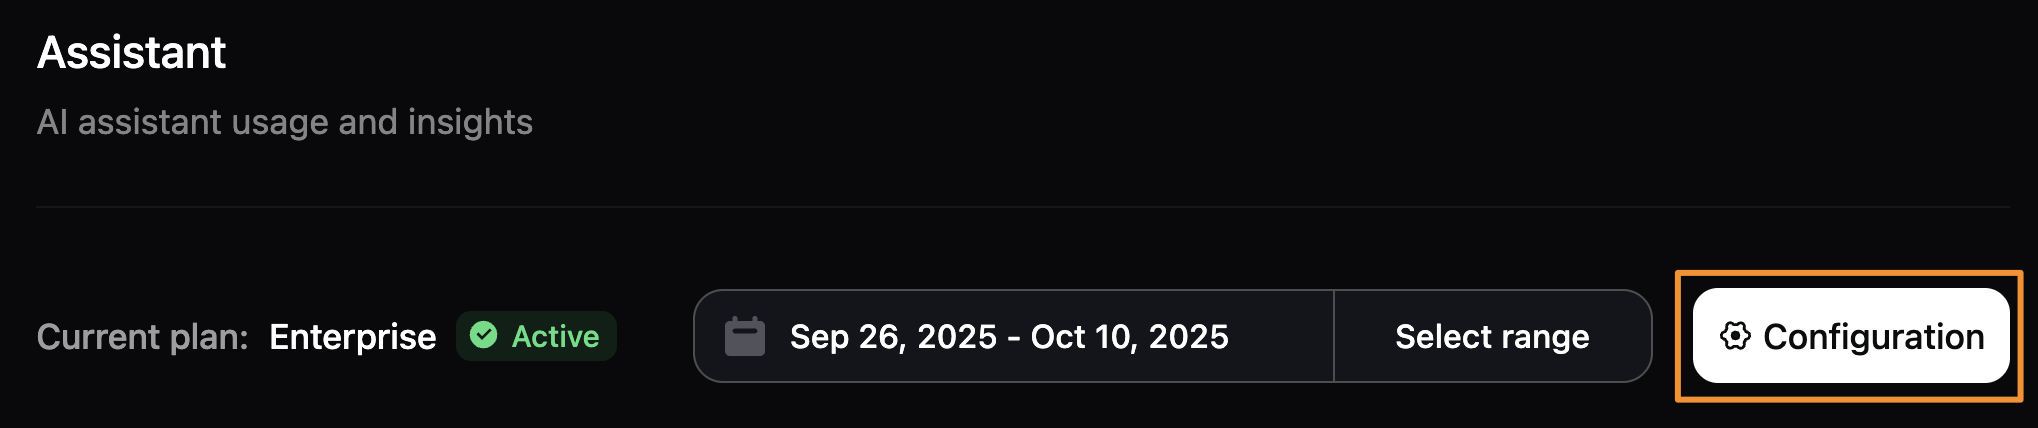 Assistant
AI assistant usage and insights
Current plan: Enterprise Active Sep 26, 2025 - Oct 10, 2025 Select range Configuration